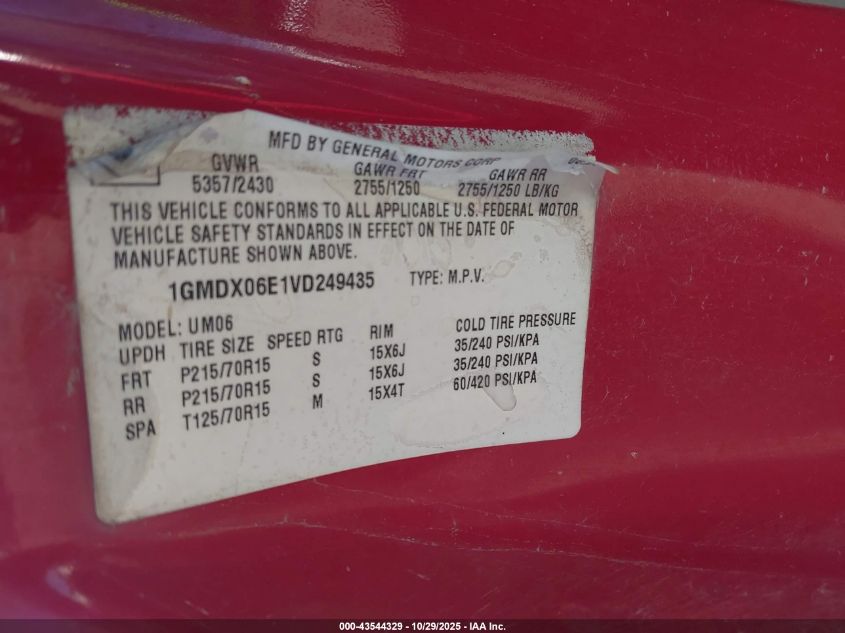 MFD BY GENERAL MOTORS CORP
GVWR GAWR FRT GAWR RR
5357/2430 2755/1250 2755/1250 LB/KG
THIS VEHICLE CONFORMS TO ALL APPLICABLE U.S. FEDERAL MOTOR
VEHICLE SAFETY STANDARDS IN EFFECT ON THE DATE OF
MANUFACTURE SHOWN ABOVE.
1GMDX06E1VD249435 TYPE: M.P.V.
MODEL: UM06
UPDH TIRE SIZE SPEED RTG RIM COLD TIRE PRESSURE
FRT P215/70R15 S 15X6J 35/240 PSI/KPA
RR P215/70R15 S 15X6J 35/240 PSI/KPA
SPA T125/70R15 M 15X4T 60/420 PSI/KPA
000-43544329 | 10/29/2025 - IAA Inc.